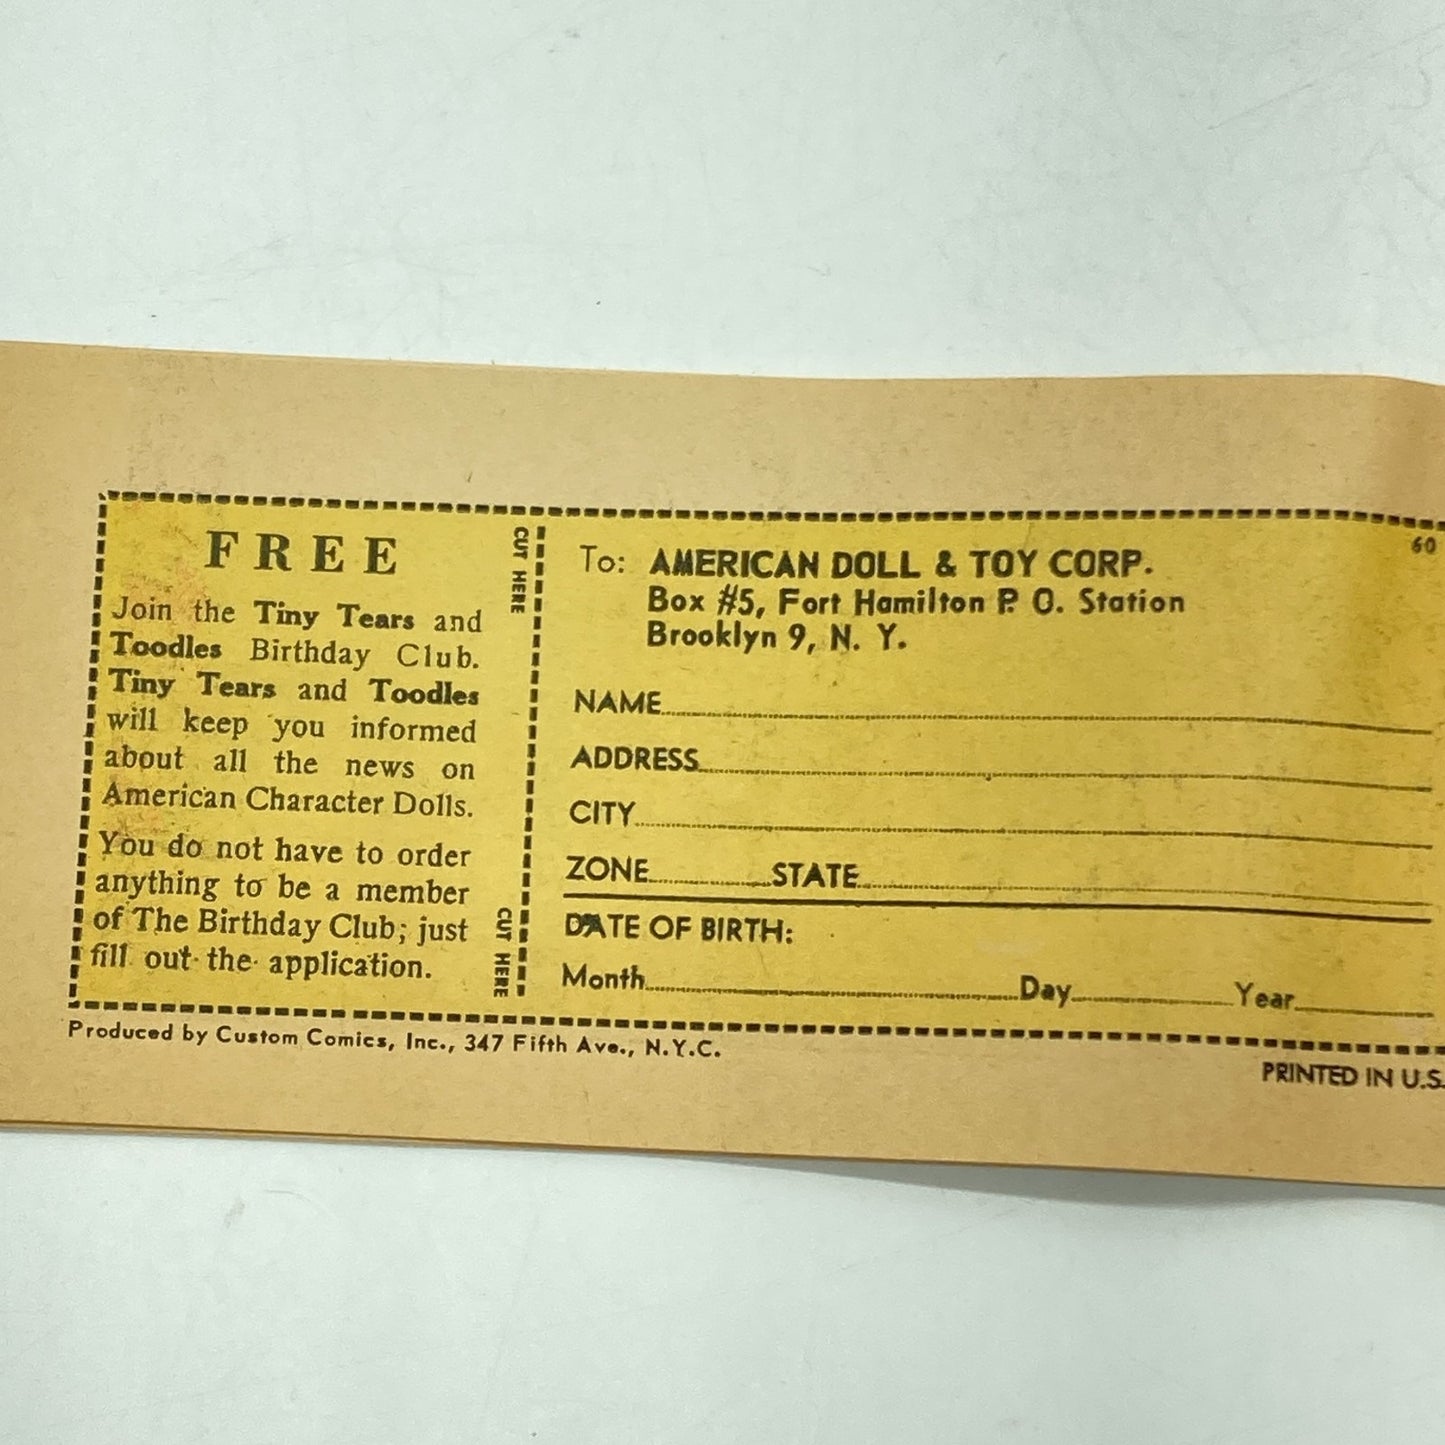 FREE
Join the Tiny Tears and
Toodles Birthday Club.
Tiny Tears and Toodles
will keep you informed
about all the news on
American Character Dolls.
You do not have to order
anything to be a member
of The Birthday Club; just
fill out the application.
CUT HERE
CUT HERE
60
To: AMERICAN DOLL & TOY CORP.
Box #5, Fort Hamilton P. O. Station
Brooklyn 9, N. Y.
NAME
ADDRESS
CITY
ZONE STATE
DATE OF BIRTH:
Month Day Year
Produced by Custom Comics, Inc., 347 Fifth Ave., N.Y.C.
PRINTED IN U.S.